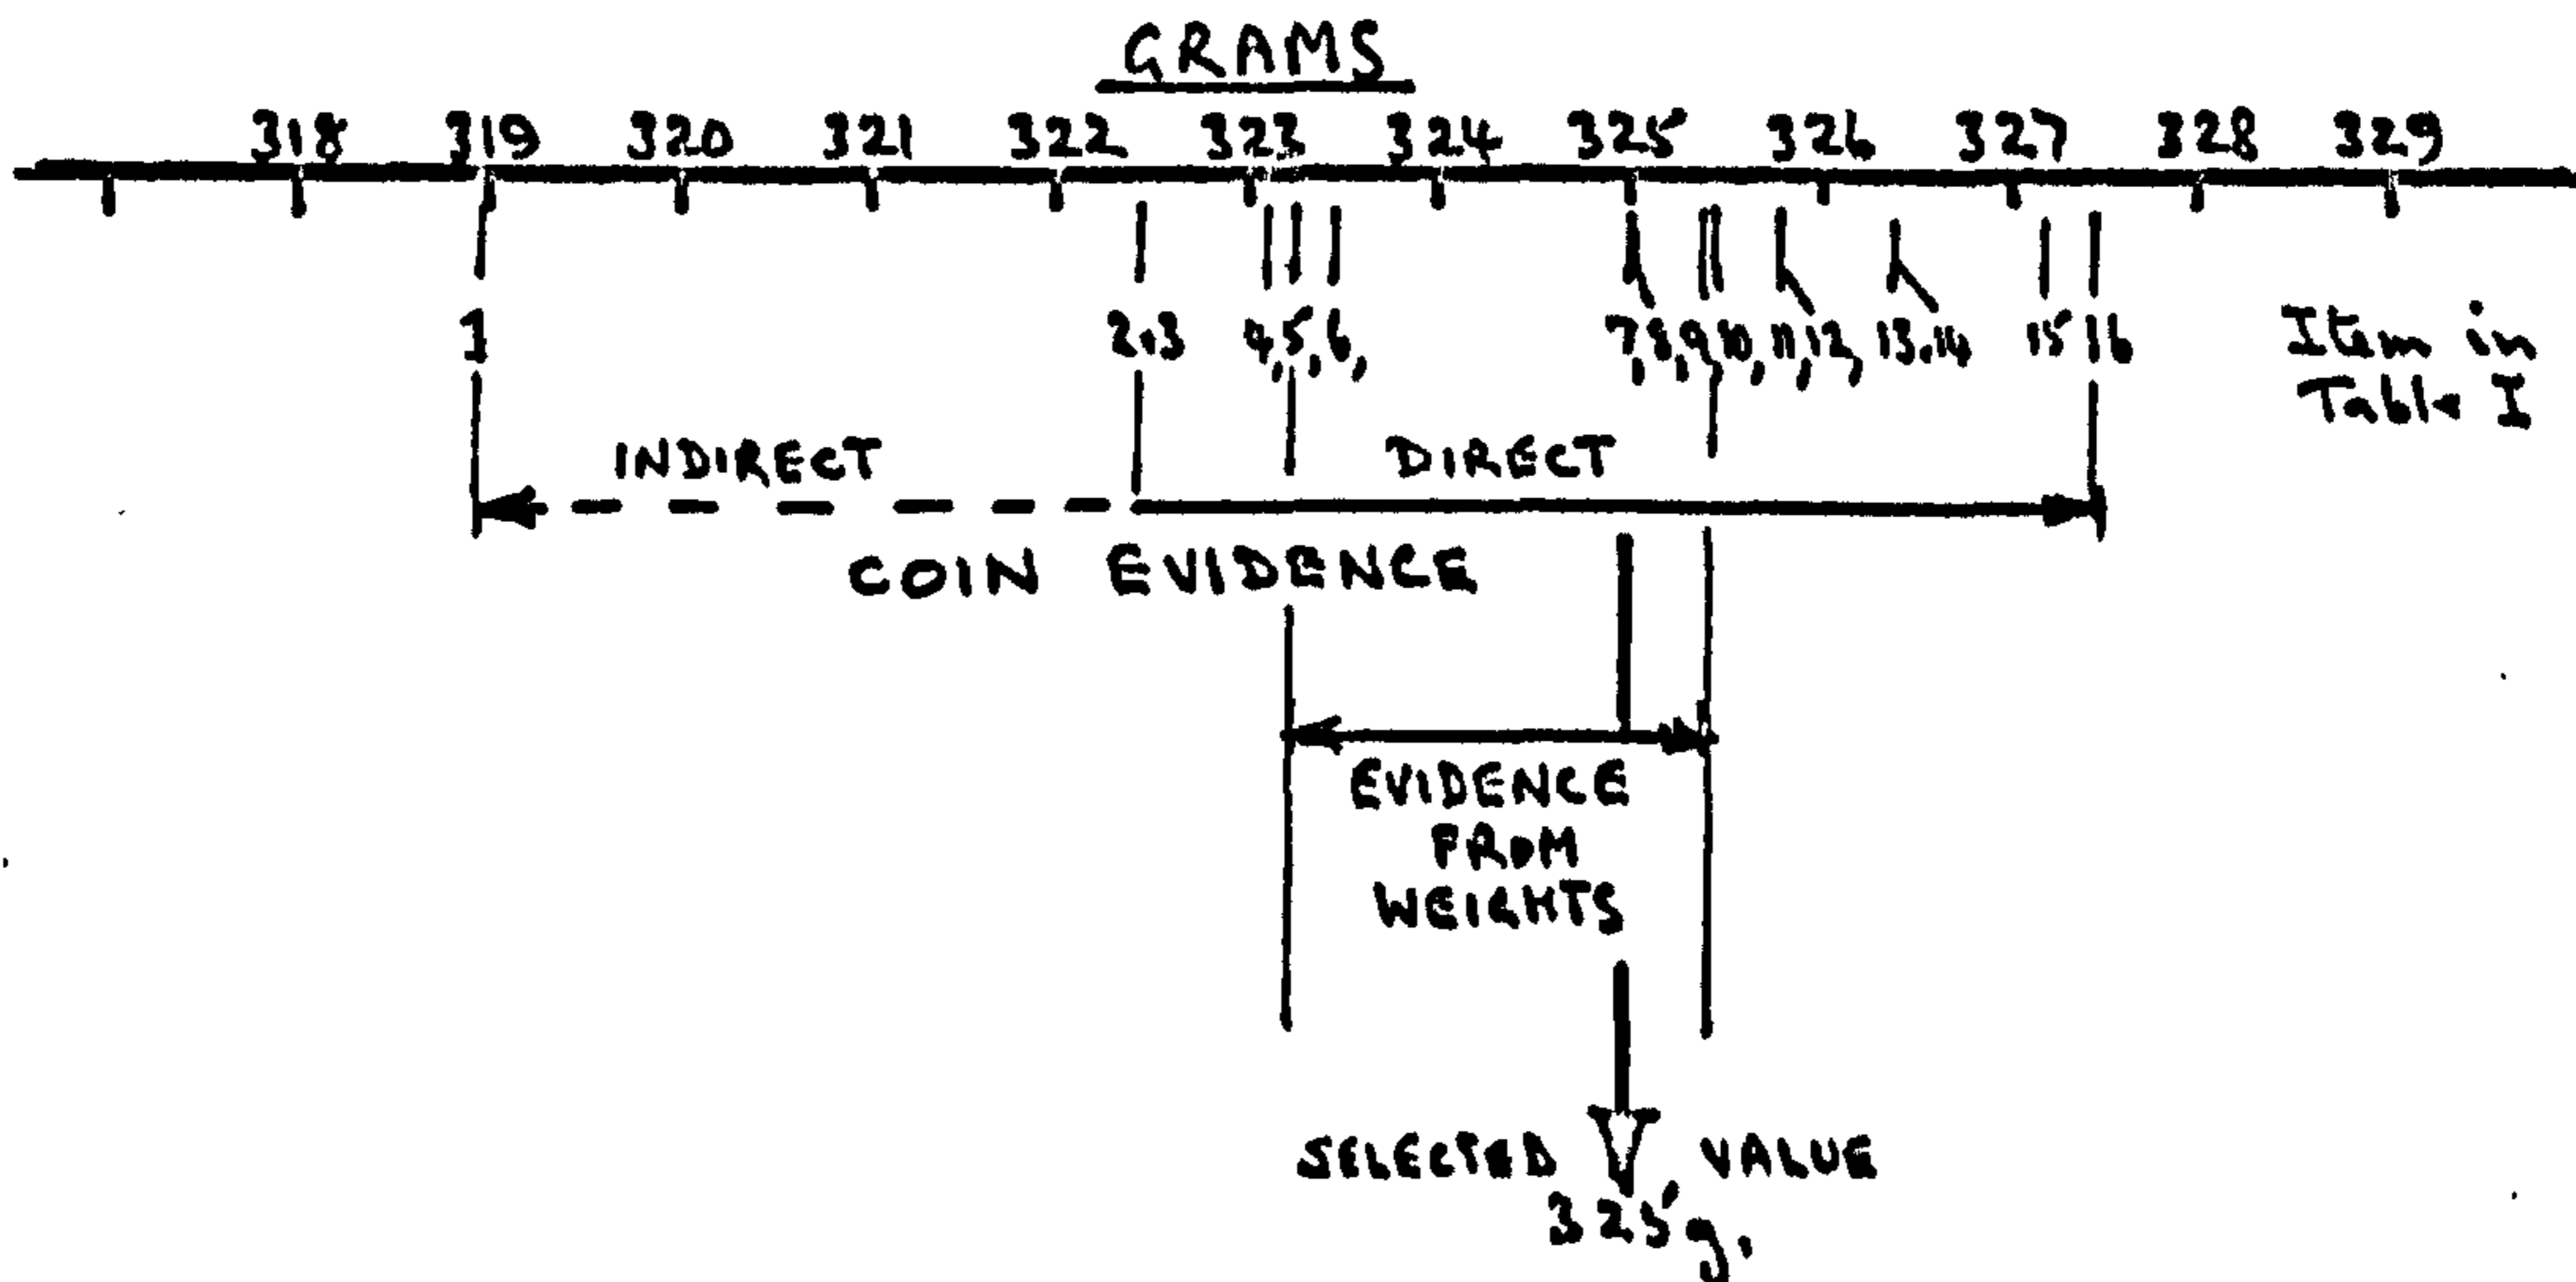 GRAMS
318 319 320 321 322 323 324 325 326 327 328 329
1 2,3 4,5,6, 7,8,9,10,11,12, 13,14 15 16 Item in
Table I
INDIRECT DIRECT
COIN EVIDENCE
EVIDENCE
FROM
WEIGHTS
SELECTED VALUE
325g.